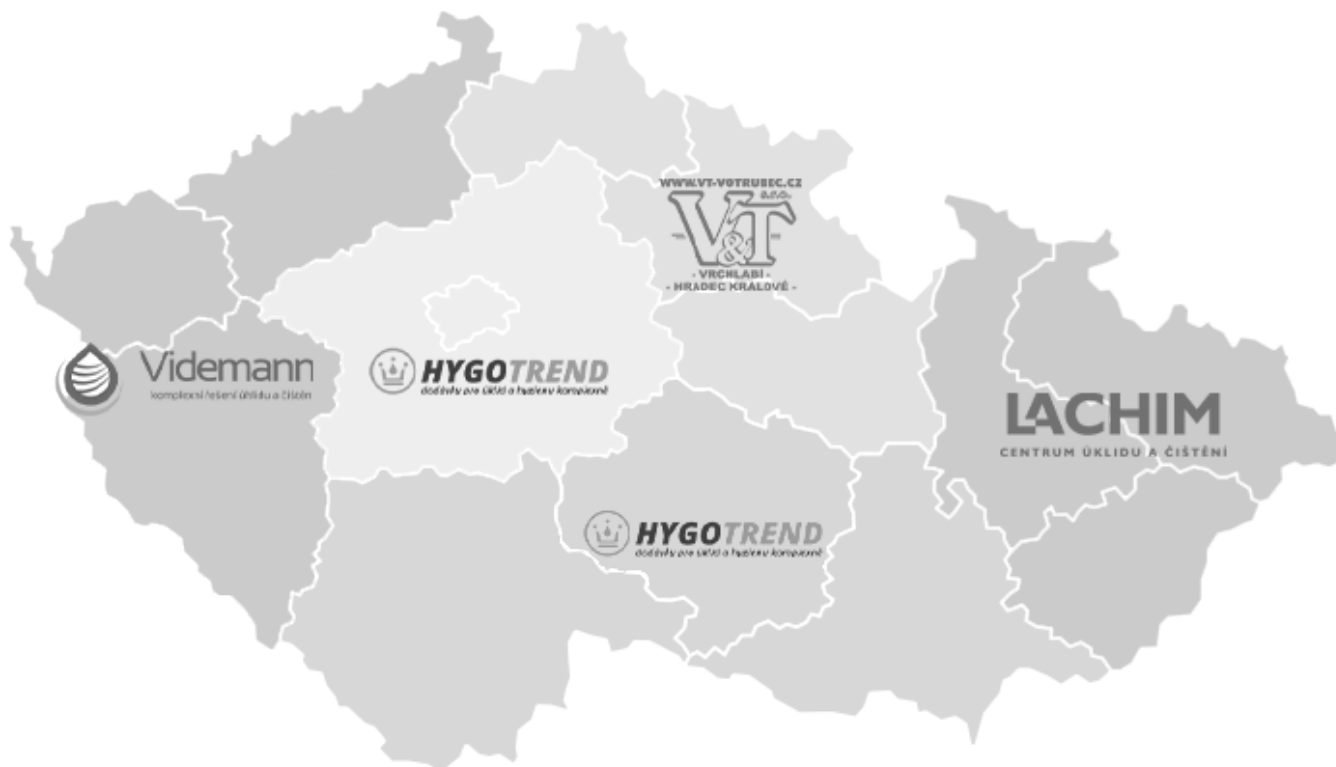 WWW.VT-VOTRUBEC.CZ
s.r.o.
V&T
- VRCHLABÍ -
- HRADEC KRÁLOVÉ -
Videmann
komplexní řešení úklidu a čištění
HYGOTREND
dodávky pro úklid a hygienu komplexně
LACHIM
CENTRUM ÚKLIDU A ČIŠTĚNÍ
HYGOTREND
dodávky pro úklid a hygienu komplexně